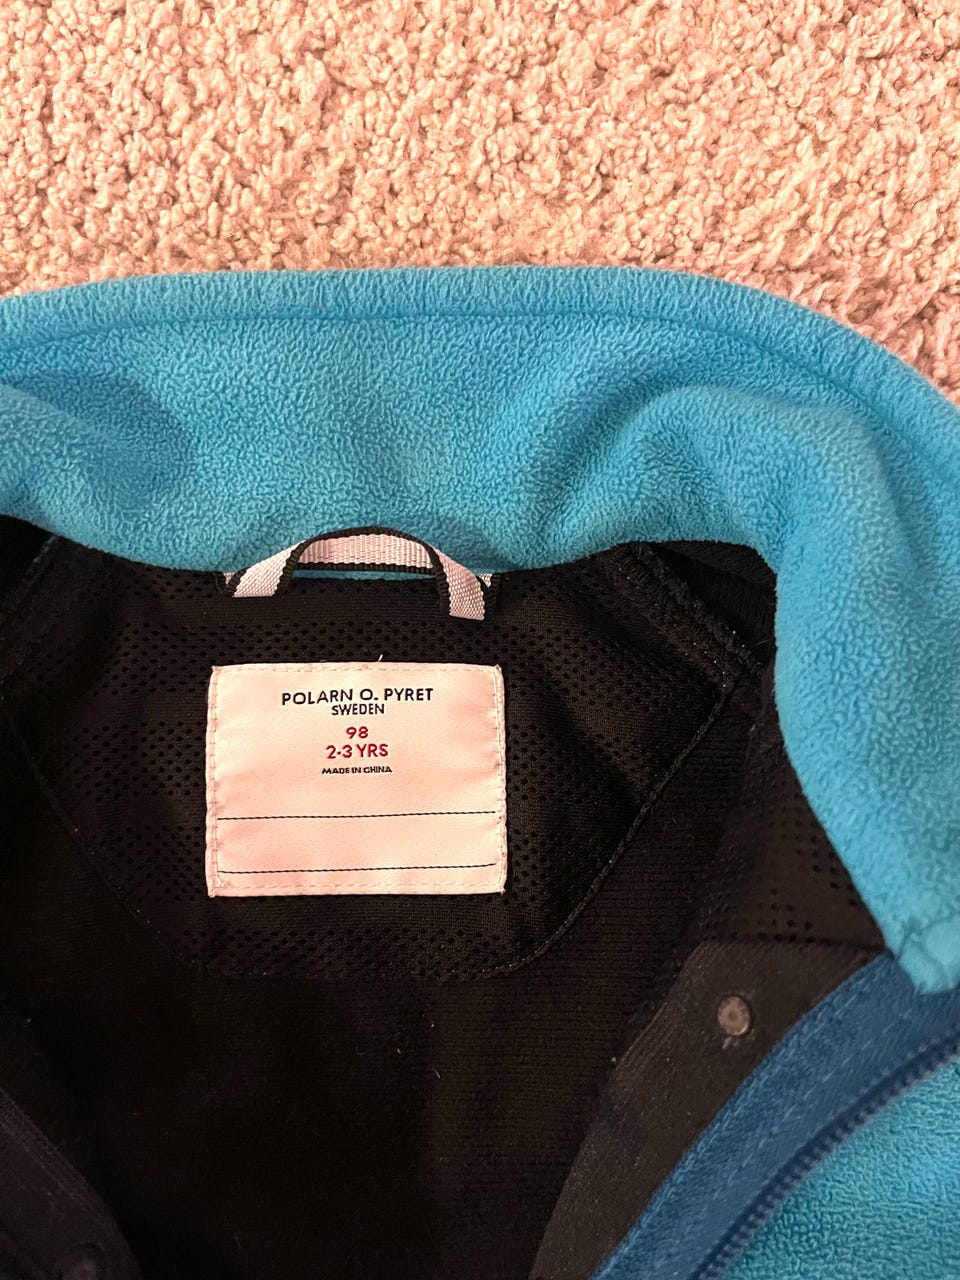 POLARN O. PYRET
SWEDEN
98
2-3 YRS
MADE IN CHINA